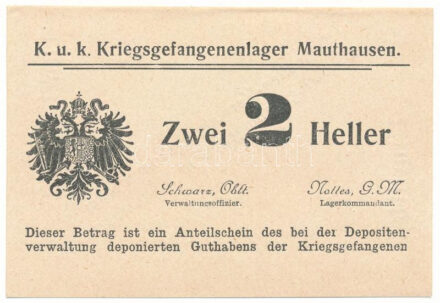 K. u. k. Kriegsgefangenenlager Mauthausen.
Zwei 2 Heller
Schwarz, Oblt. Nottes, G. M.
Verwaltungsoffizier. Lagerkommandant.
Dieser Betrag ist ein Anteilschein des bei der Depositen-
verwaltung deponierten Guthabens der Kriegsgefangenen